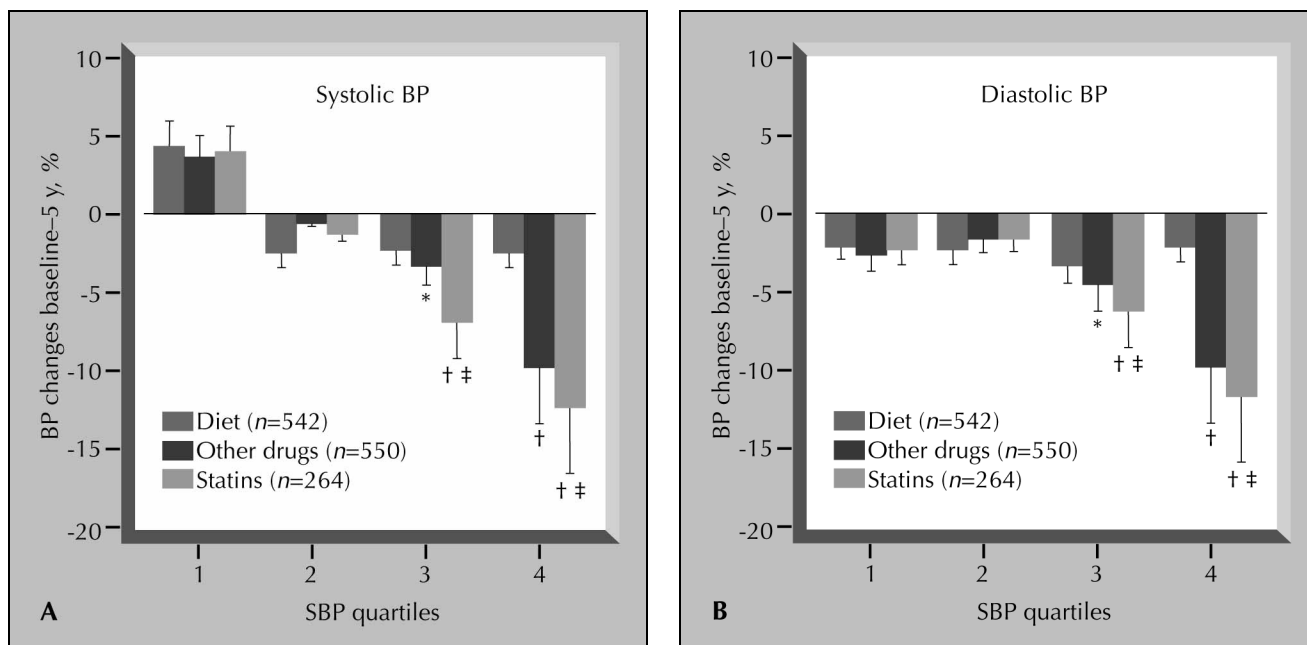 Systolic BP
BP changes baseline–5 y, %
10
5
0
-5
-10
-15
-20
*
† ‡
†
† ‡
Diet (n=542)
Other drugs (n=550)
Statins (n=264)
1 2 3 4
SBP quartiles
A
Diastolic BP
BP changes baseline–5 y, %
10
5
0
-5
-10
-15
-20
*
† ‡
†
† ‡
Diet (n=542)
Other drugs (n=550)
Statins (n=264)
1 2 3 4
SBP quartiles
B